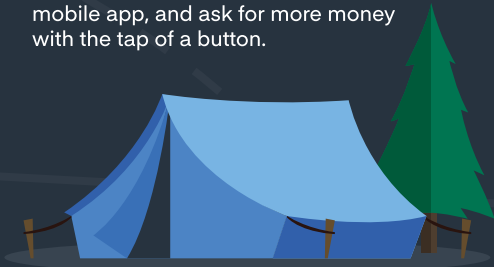 mobile app, and ask for more money
with the tap of a button.